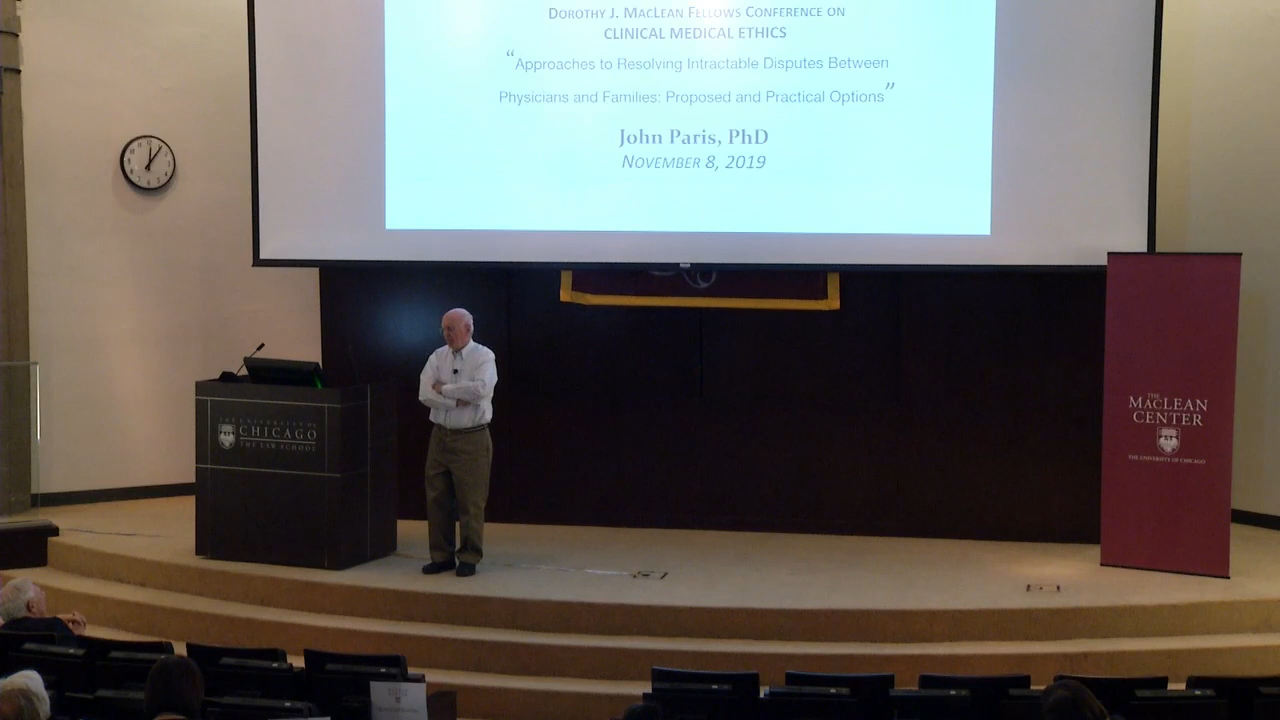 DOROTHY J. MACLEAN FELLOWS CONFERENCE ON
CLINICAL MEDICAL ETHICS
“Approaches to Resolving Intractable Disputes Between
Physicians and Families: Proposed and Practical Options”
John Paris, PhD
NOVEMBER 8, 2019
THE UNIVERSITY OF
CHICAGO
THE LAW SCHOOL
THE
MACLEAN
CENTER
THE UNIVERSITY OF CHICAGO